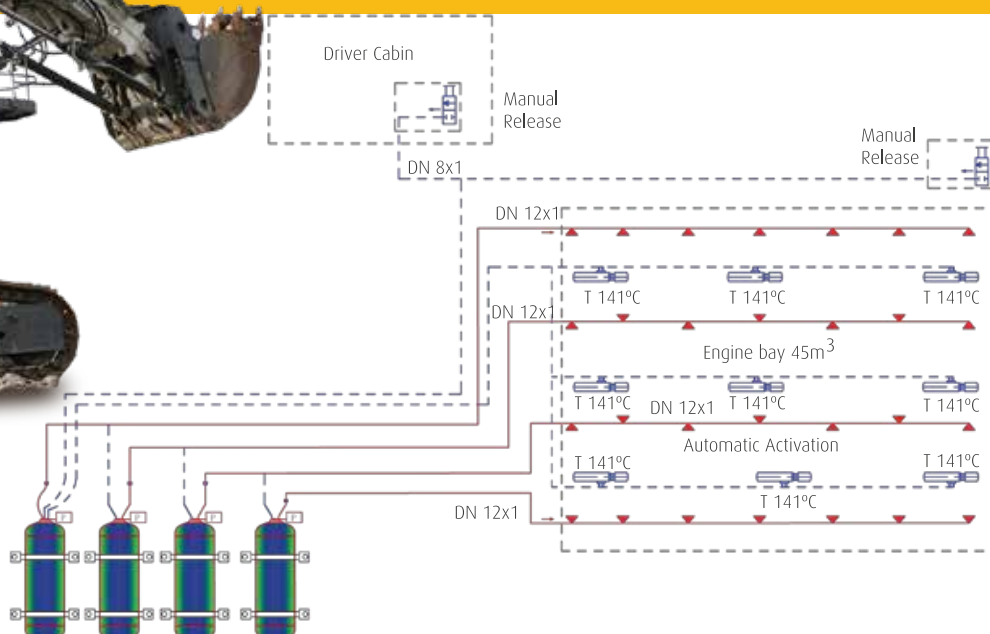 Driver Cabin
Manual
Release
Manual
Release
DN 8x1
DN 12x1
T 141ºC
T 141ºC
T 141ºC
DN 12x1
Engine bay 45m³
T 141ºC
T 141ºC
T 141ºC
DN 12x1
Automatic Activation
T 141ºC
T 141ºC
T 141ºC
DN 12x1
P
P
P
P